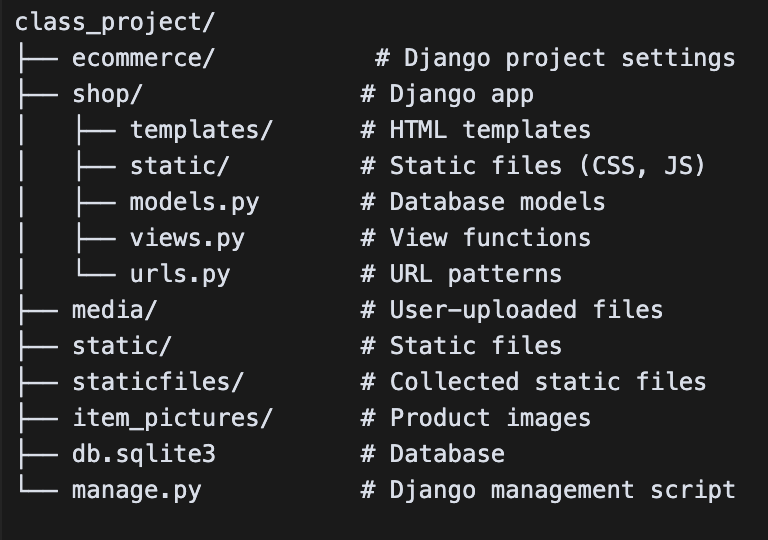 class_project/
├── ecommerce/           # Django project settings
├── shop/               # Django app
│   ├── templates/      # HTML templates
│   ├── static/         # Static files (CSS, JS)
│   ├── models.py       # Database models
│   ├── views.py        # View functions
│   └── urls.py         # URL patterns
├── media/              # User-uploaded files
├── static/             # Static files
├── staticfiles/        # Collected static files
├── item_pictures/      # Product images
├── db.sqlite3          # Database
└── manage.py           # Django management script